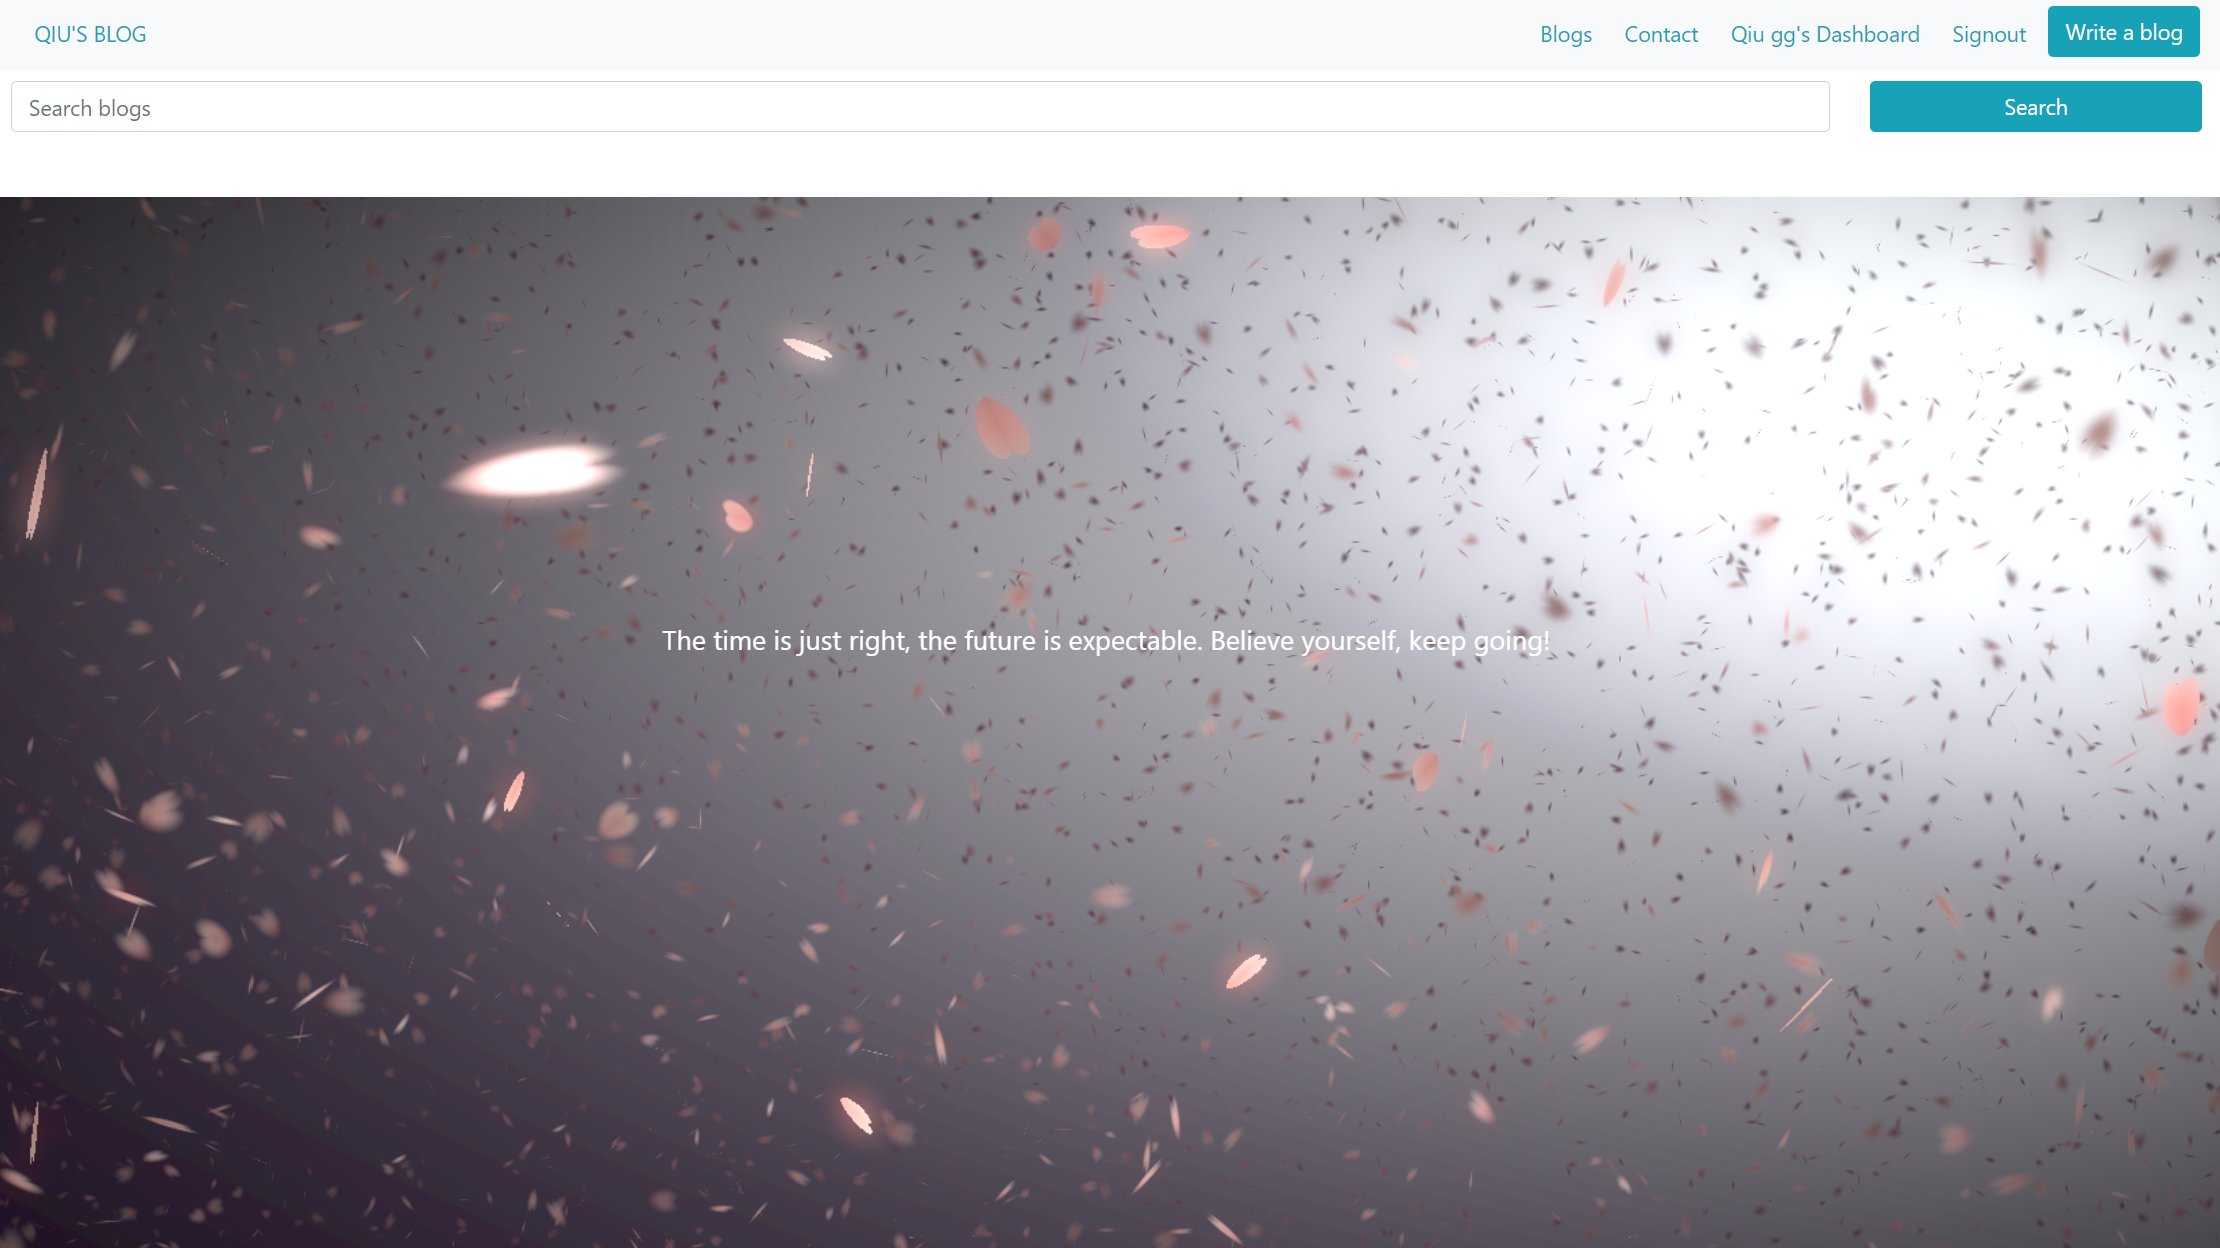 QIU'S BLOG
Blogs Contact Qiu gg's Dashboard Signout Write a blog
Search blogs Search
The time is just right, the future is expectable. Believe yourself, keep going!